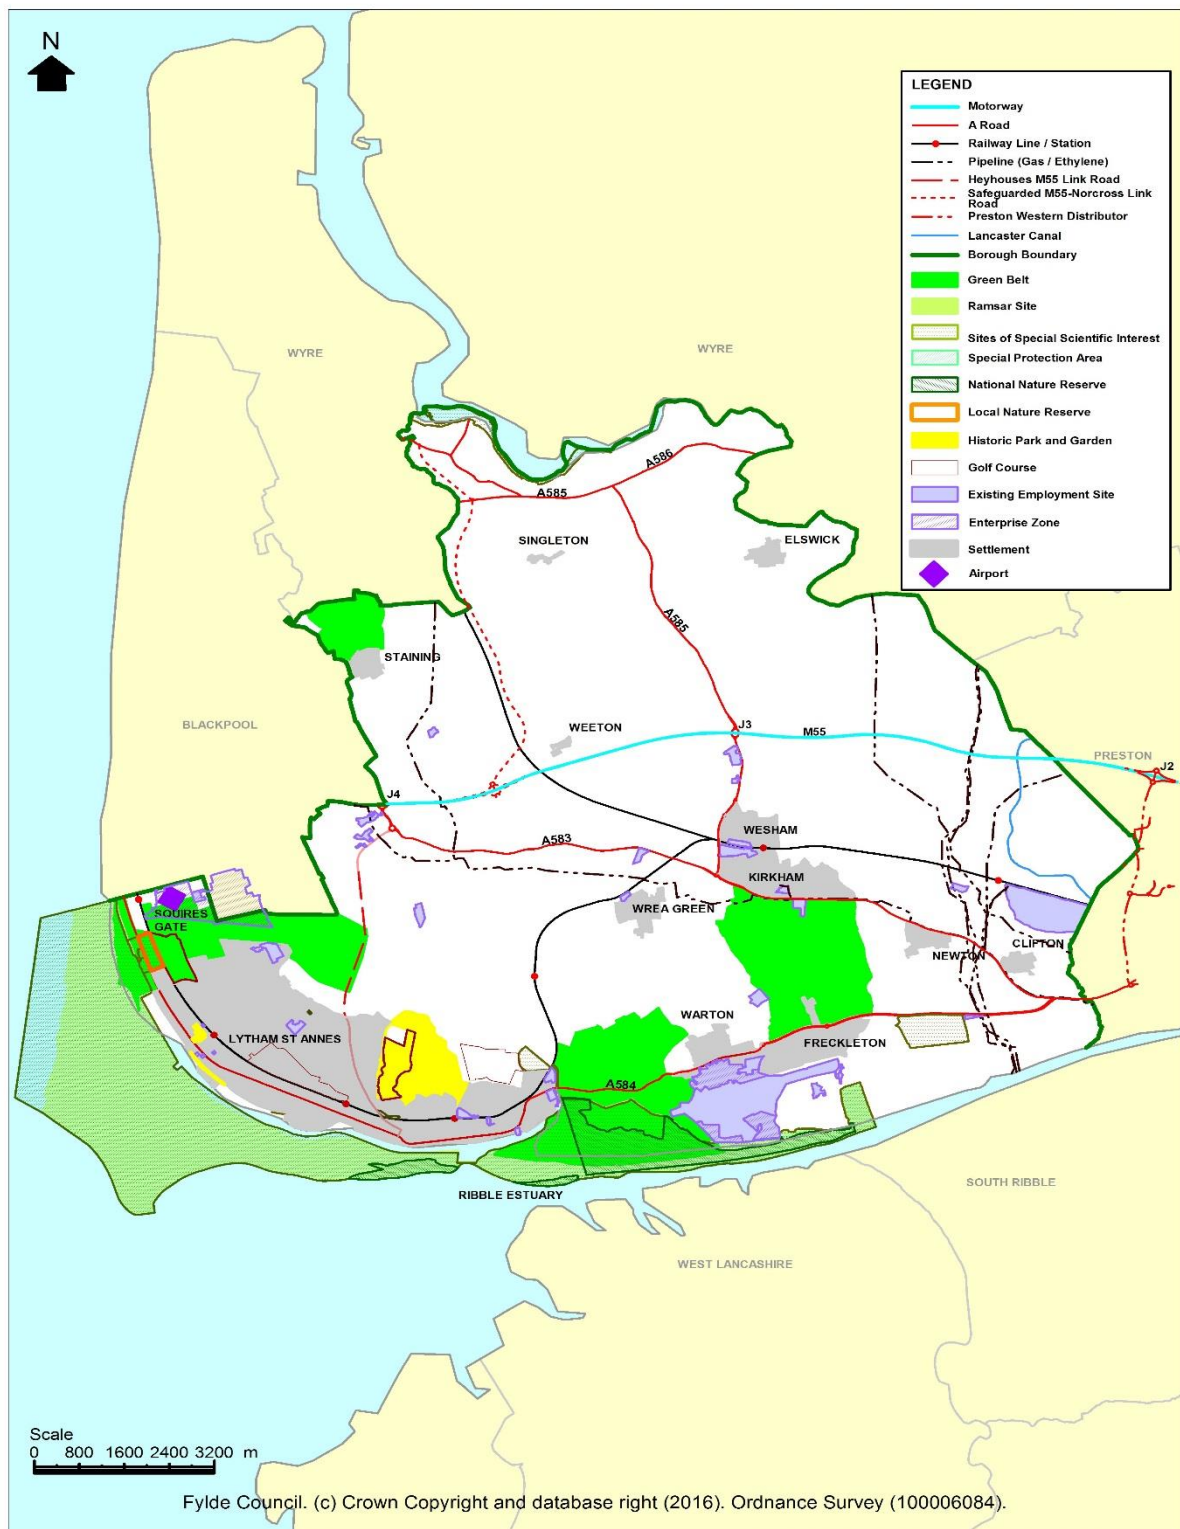 N
LEGEND
Motorway
A Road
Railway Line / Station
Pipeline (Gas / Ethylene)
Heyhouses M55 Link Road
Safeguarded M55-Norcross Link
Road
Preston Western Distributor
Lancaster Canal
Borough Boundary
Green Belt
Ramsar Site
Sites of Special Scientific Interest
Special Protection Area
National Nature Reserve
Local Nature Reserve
Historic Park and Garden
Golf Course
Existing Employment Site
Enterprise Zone
Settlement
Airport
WYRE
WYRE
A586
A585
SINGLETON
ELSWICK
A585
STAINING
BLACKPOOL
WEETON
J3
M55
PRESTON
J2
J4
A583
WESHAM
KIRKHAM
SQUIRES
GATE
WREA GREEN
NEWTON
CLIFTON
LYTHAM ST ANNES
WARTON
FRECKLETON
A584
RIBBLE ESTUARY
SOUTH RIBBLE
WEST LANCASHIRE
Scale
0 800 1600 2400 3200 m
Fylde Council. (c) Crown Copyright and database right (2016). Ordnance Survey (100006084).